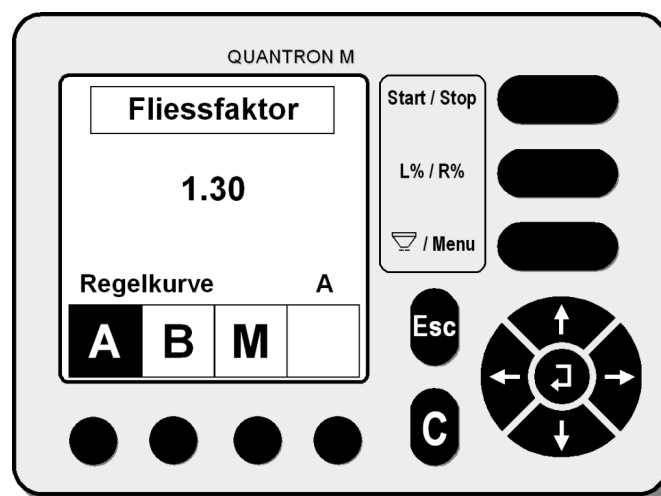 QUANTRON M
Fliessfaktor
1.30
Regelkurve A
A B M
Start / Stop
L% / R%
/ Menu
Esc
C